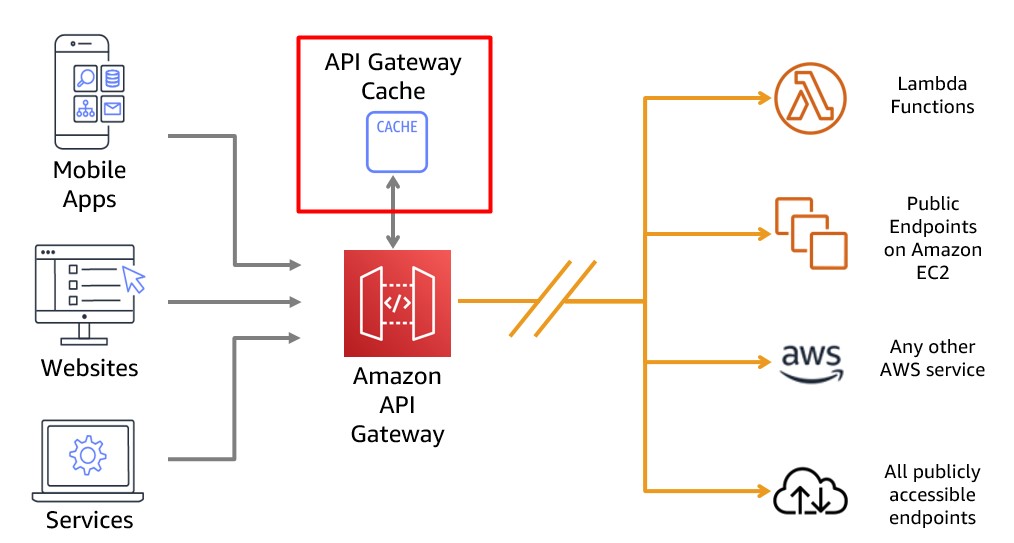 API Gateway
Cache
CACHE
Mobile
Apps
Websites
Services
</>
Amazon
API
Gateway
Lambda
Functions
Public
Endpoints
on Amazon
EC2
aws
Any other
AWS service
All publicly
accessible
endpoints